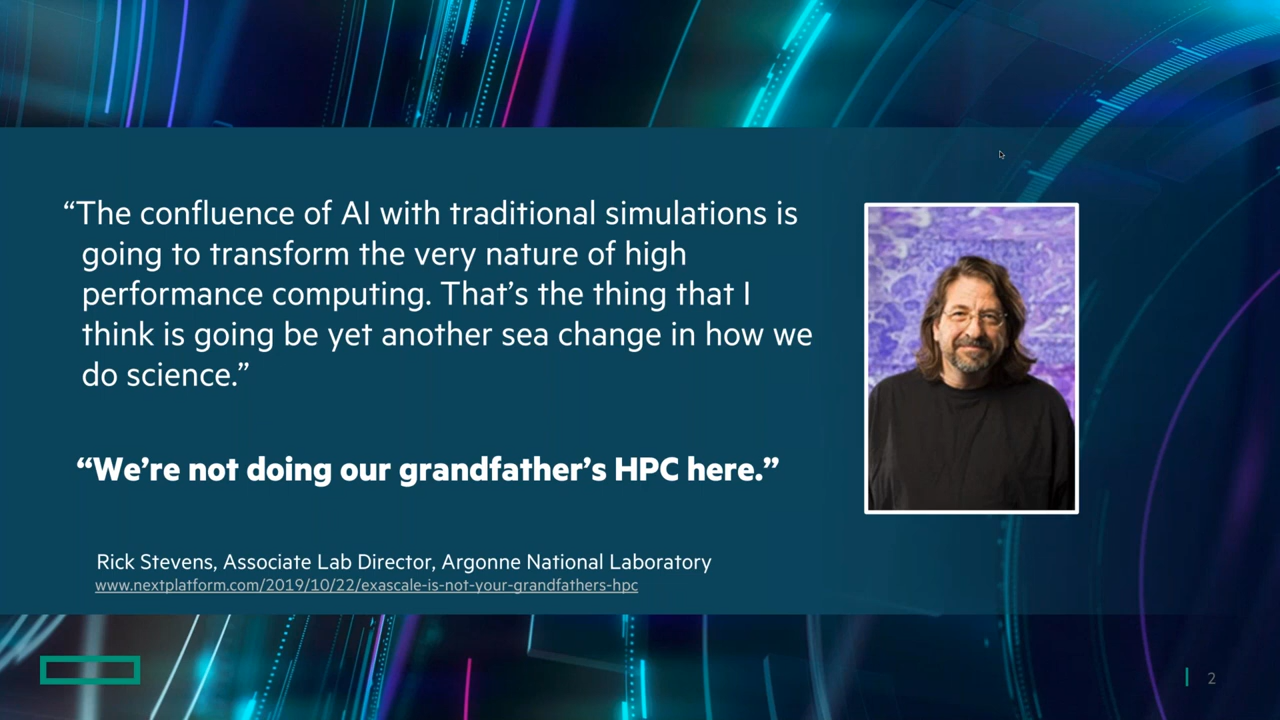 “The confluence of AI with traditional simulations is
going to transform the very nature of high
performance computing. That’s the thing that I
think is going be yet another sea change in how we
do science.”
“We’re not doing our grandfather’s HPC here.”
Rick Stevens, Associate Lab Director, Argonne National Laboratory
www.nextplatform.com/2019/10/22/exascale-is-not-your-grandfathers-hpc
2